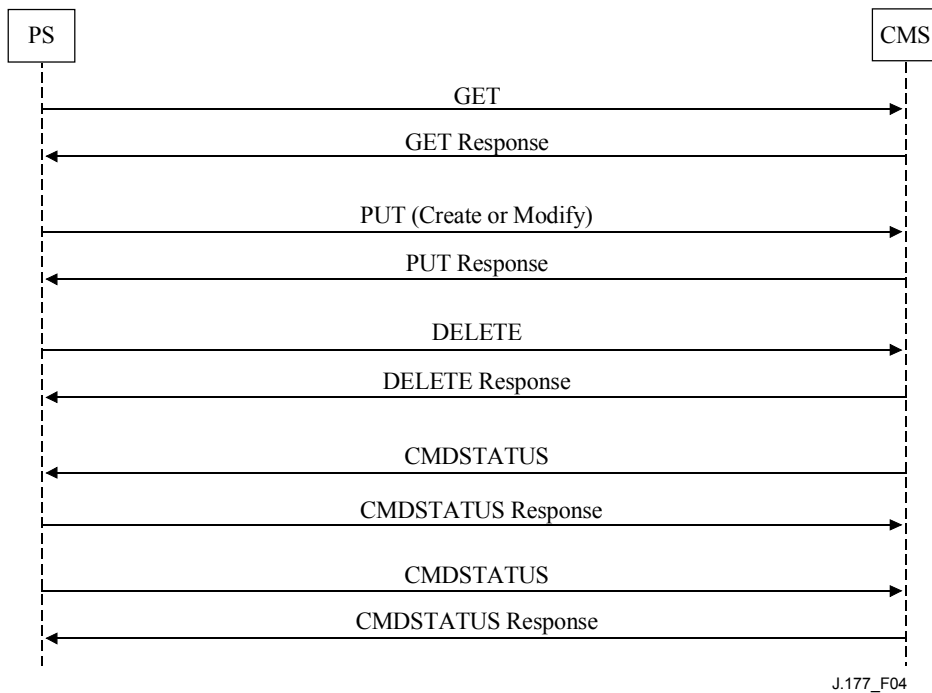 PS
CMS
GET
GET Response
PUT (Create or Modify)
PUT Response
DELETE
DELETE Response
CMDSTATUS
CMDSTATUS Response
CMDSTATUS
CMDSTATUS Response
J.177_F04